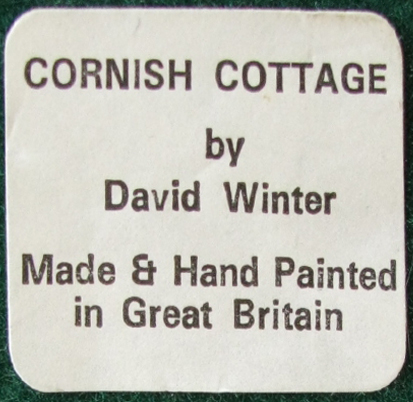 CORNISH COTTAGE
by
David Winter
Made & Hand Painted
in Great Britain